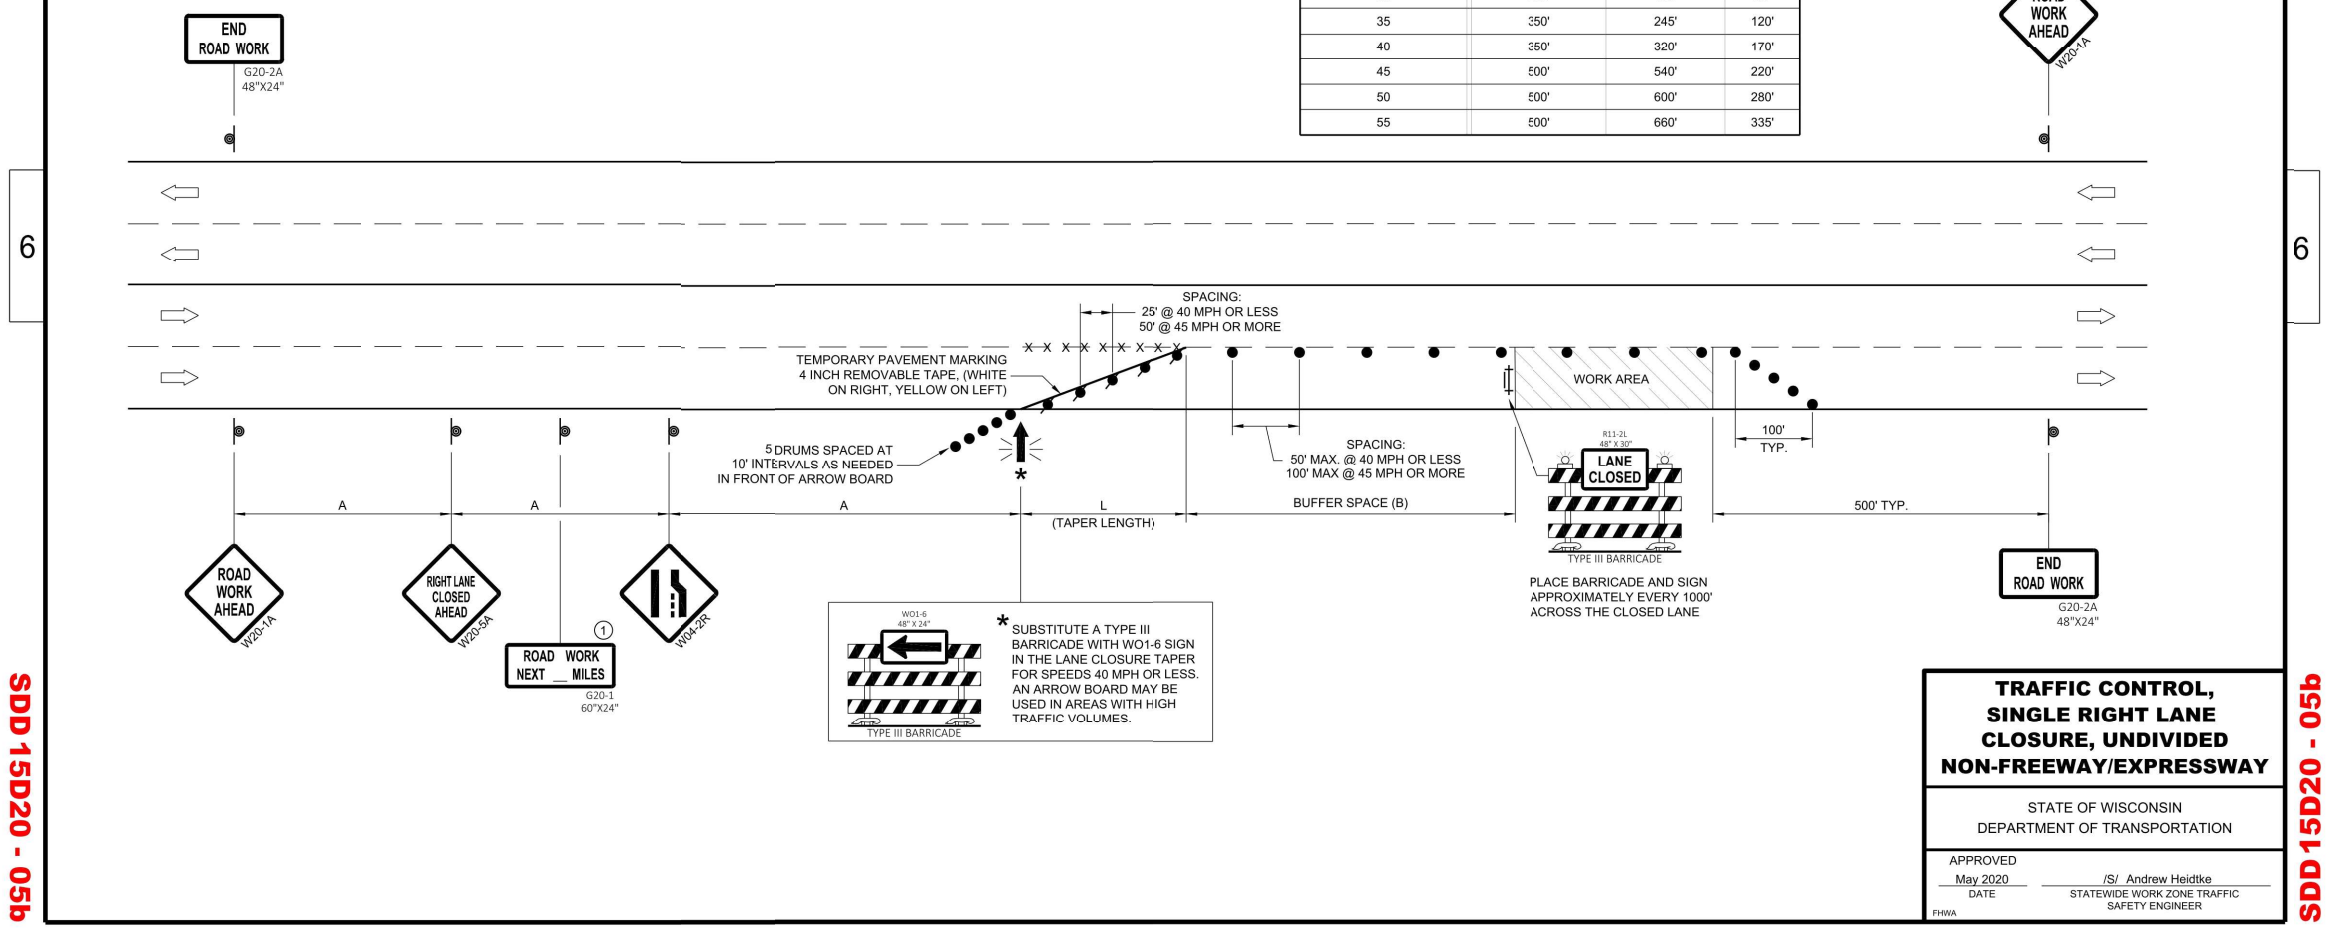 END
ROAD WORK
G20-2A
48"X24"
35 350' 245' 120'
40 350' 320' 170'
45 500' 540' 220'
50 500' 600' 280'
55 500' 660' 335'
WORK
AHEAD
W20-1A
6
6
SPACING:
25' @ 40 MPH OR LESS
50' @ 45 MPH OR MORE
X X X X X X X X X
TEMPORARY PAVEMENT MARKING
4 INCH REMOVABLE TAPE, (WHITE
ON RIGHT, YELLOW ON LEFT)
WORK AREA
5 DRUMS SPACED AT
10' INTERVALS AS NEEDED
IN FRONT OF ARROW BOARD
*
SPACING:
50' MAX. @ 40 MPH OR LESS
100' MAX @ 45 MPH OR MORE
100'
TYP.
A
A
A
L
(TAPER LENGTH)
BUFFER SPACE (B)
500' TYP.
R11-2L
48" X 30"
LANE
CLOSED
TYPE III BARRICADE
PLACE BARRICADE AND SIGN
APPROXIMATELY EVERY 1000'
ACROSS THE CLOSED LANE
ROAD
WORK
AHEAD
W20-1A
RIGHT LANE
CLOSED
AHEAD
W20-5A
1
ROAD WORK
NEXT __ MILES
G20-1
60"X24"
W04-2R
WO1-6
48" X 24"
TYPE III BARRICADE
* SUBSTITUTE A TYPE III
BARRICADE WITH WO1-6 SIGN
IN THE LANE CLOSURE TAPER
FOR SPEEDS 40 MPH OR LESS.
AN ARROW BOARD MAY BE
USED IN AREAS WITH HIGH
TRAFFIC VOLUMES.
END
ROAD WORK
G20-2A
48"X24"
SDD 15D20 - 05b
SDD 15D20 - 05b
TRAFFIC CONTROL,
SINGLE RIGHT LANE
CLOSURE, UNDIVIDED
NON-FREEWAY/EXPRESSWAY
STATE OF WISCONSIN
DEPARTMENT OF TRANSPORTATION
APPROVED
May 2020 /S/ Andrew Heidtke
DATE STATEWIDE WORK ZONE TRAFFIC
SAFETY ENGINEER
FHWA